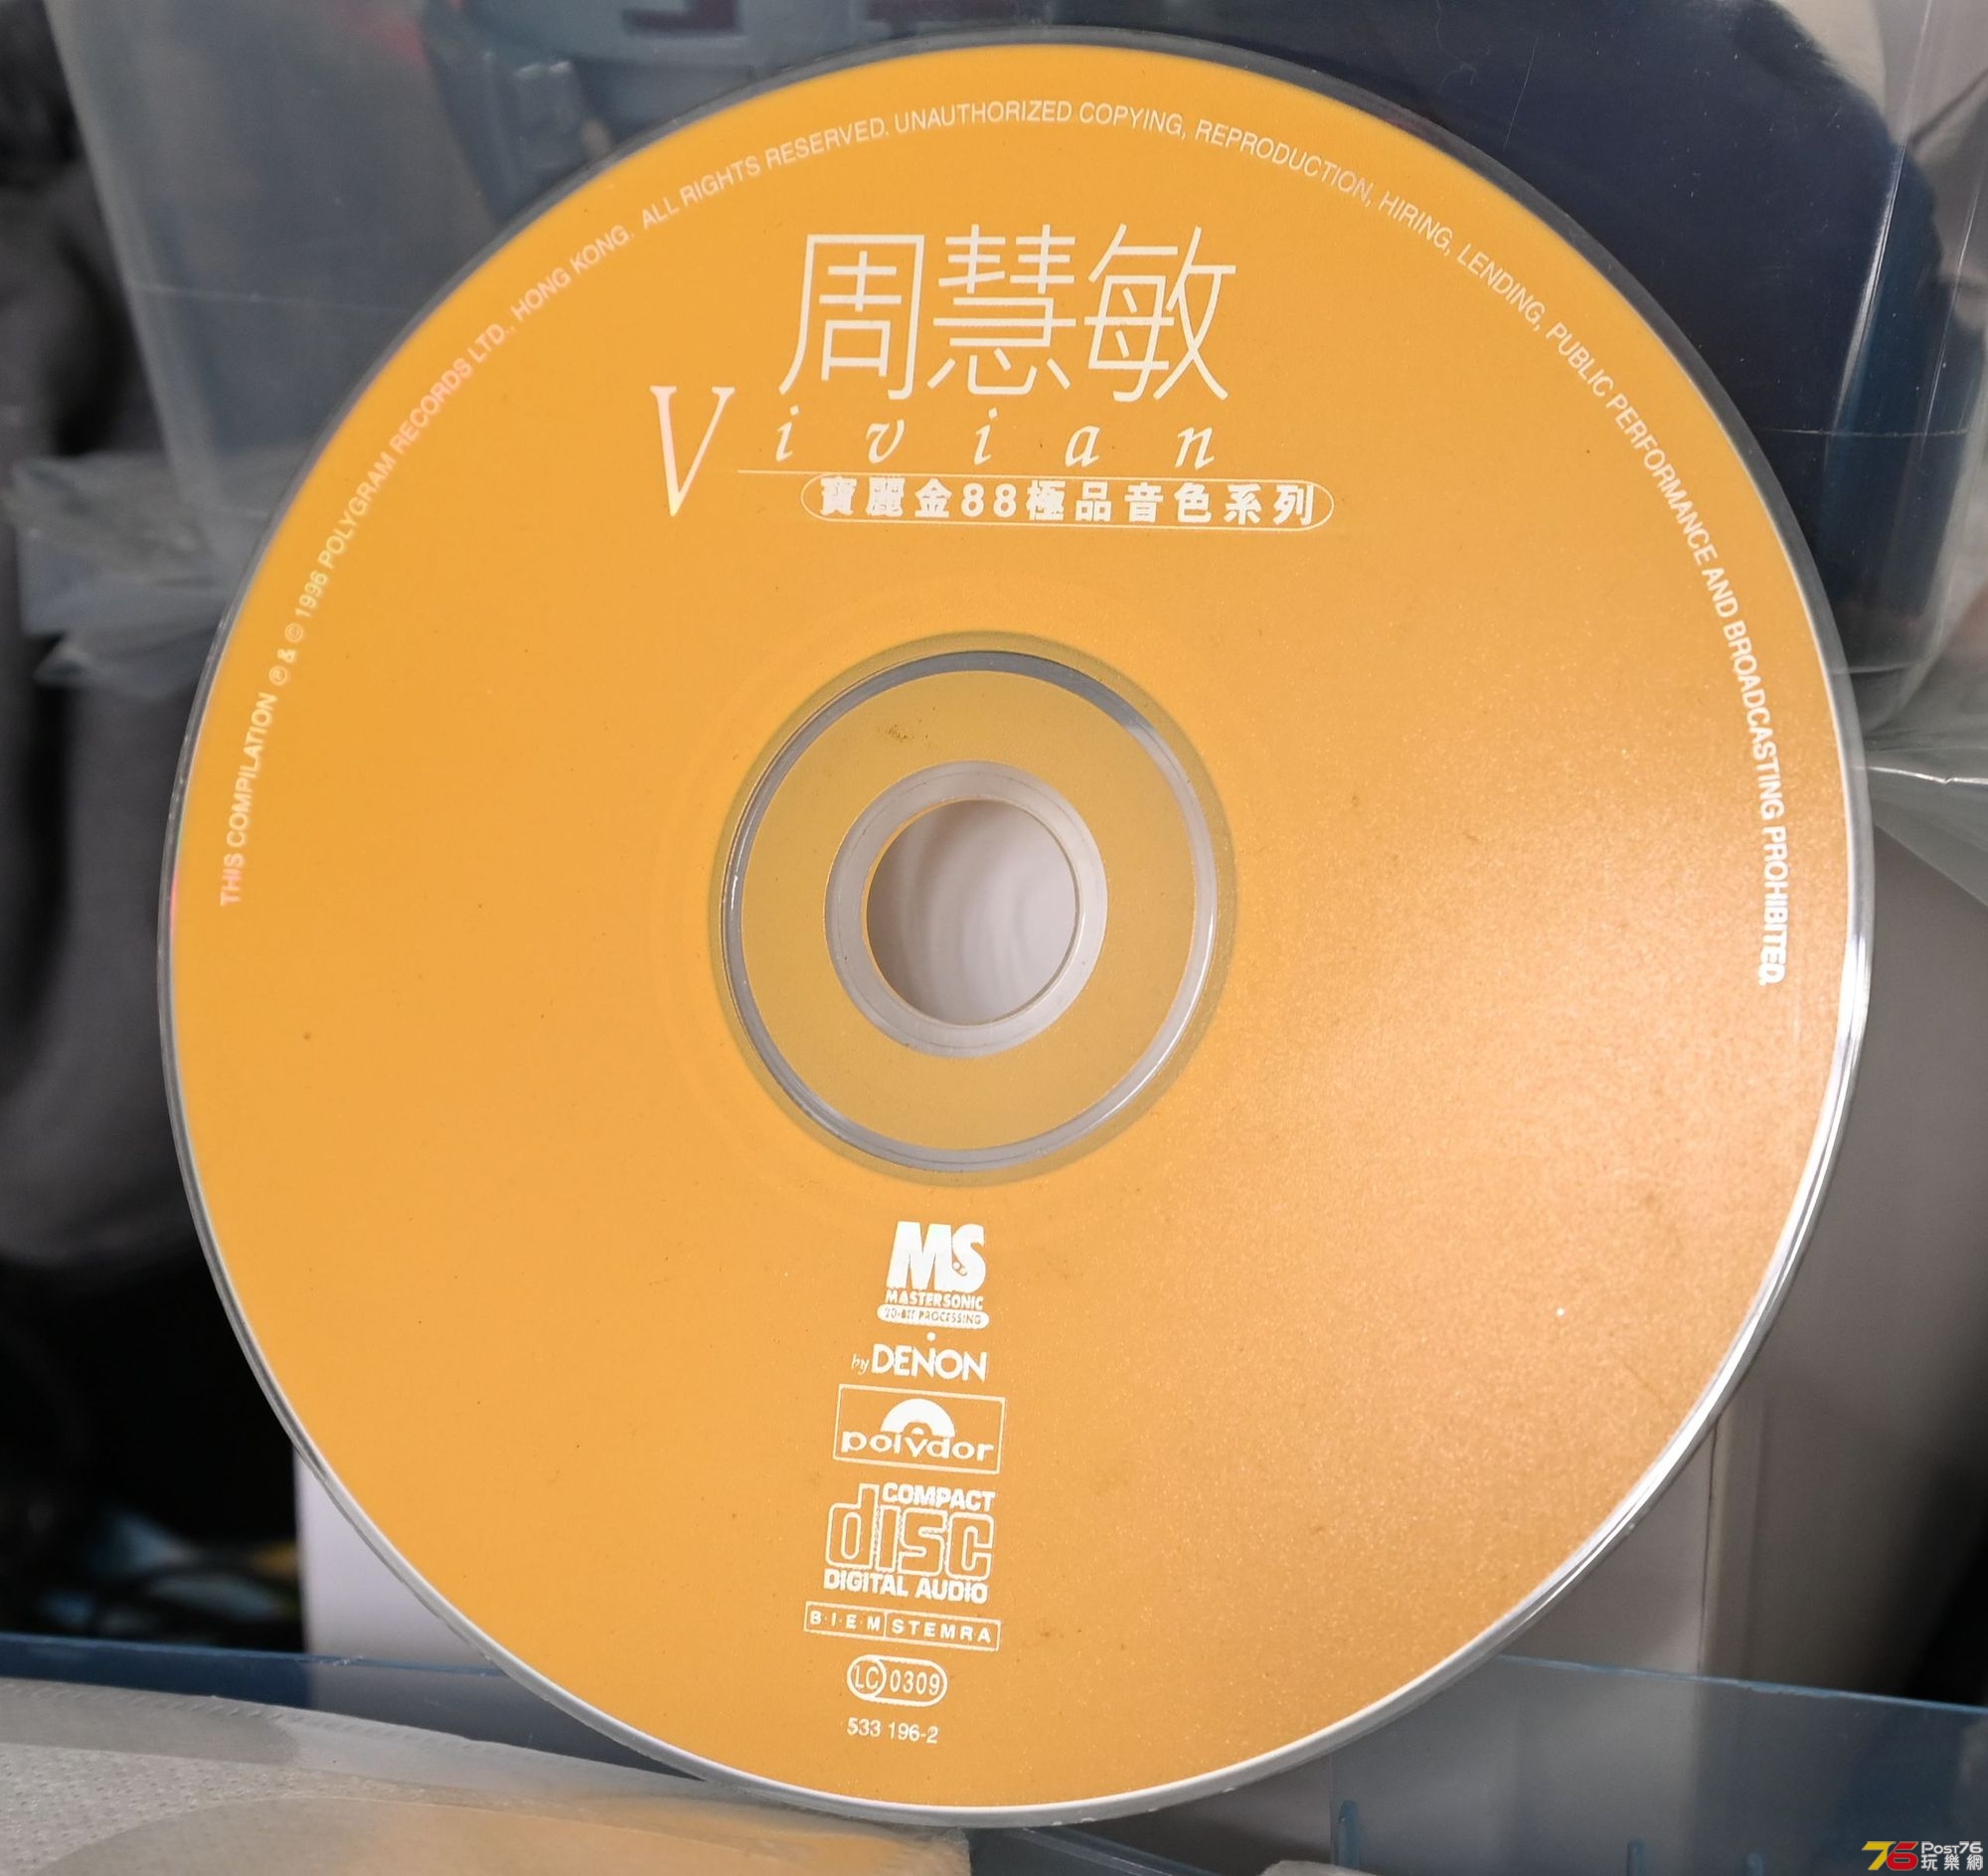 THIS COMPILATION ℗ & © 1996 POLYGRAM RECORDS LTD., HONG KONG. ALL RIGHTS RESERVED. UNAUTHORIZED COPYING, REPRODUCTION, HIRING, LENDING, PUBLIC PERFORMANCE AND BROADCASTING PROHIBITED.
周慧敏
Vivian
寶麗金88極品音色系列
MS
MASTERSONIC
20-BIT PROCESSING
by DENON
polydor
COMPACT
disc
DIGITAL AUDIO
B·I·E·M STEMRA
LC 0309
533 196-2
76 Post76
玩樂網